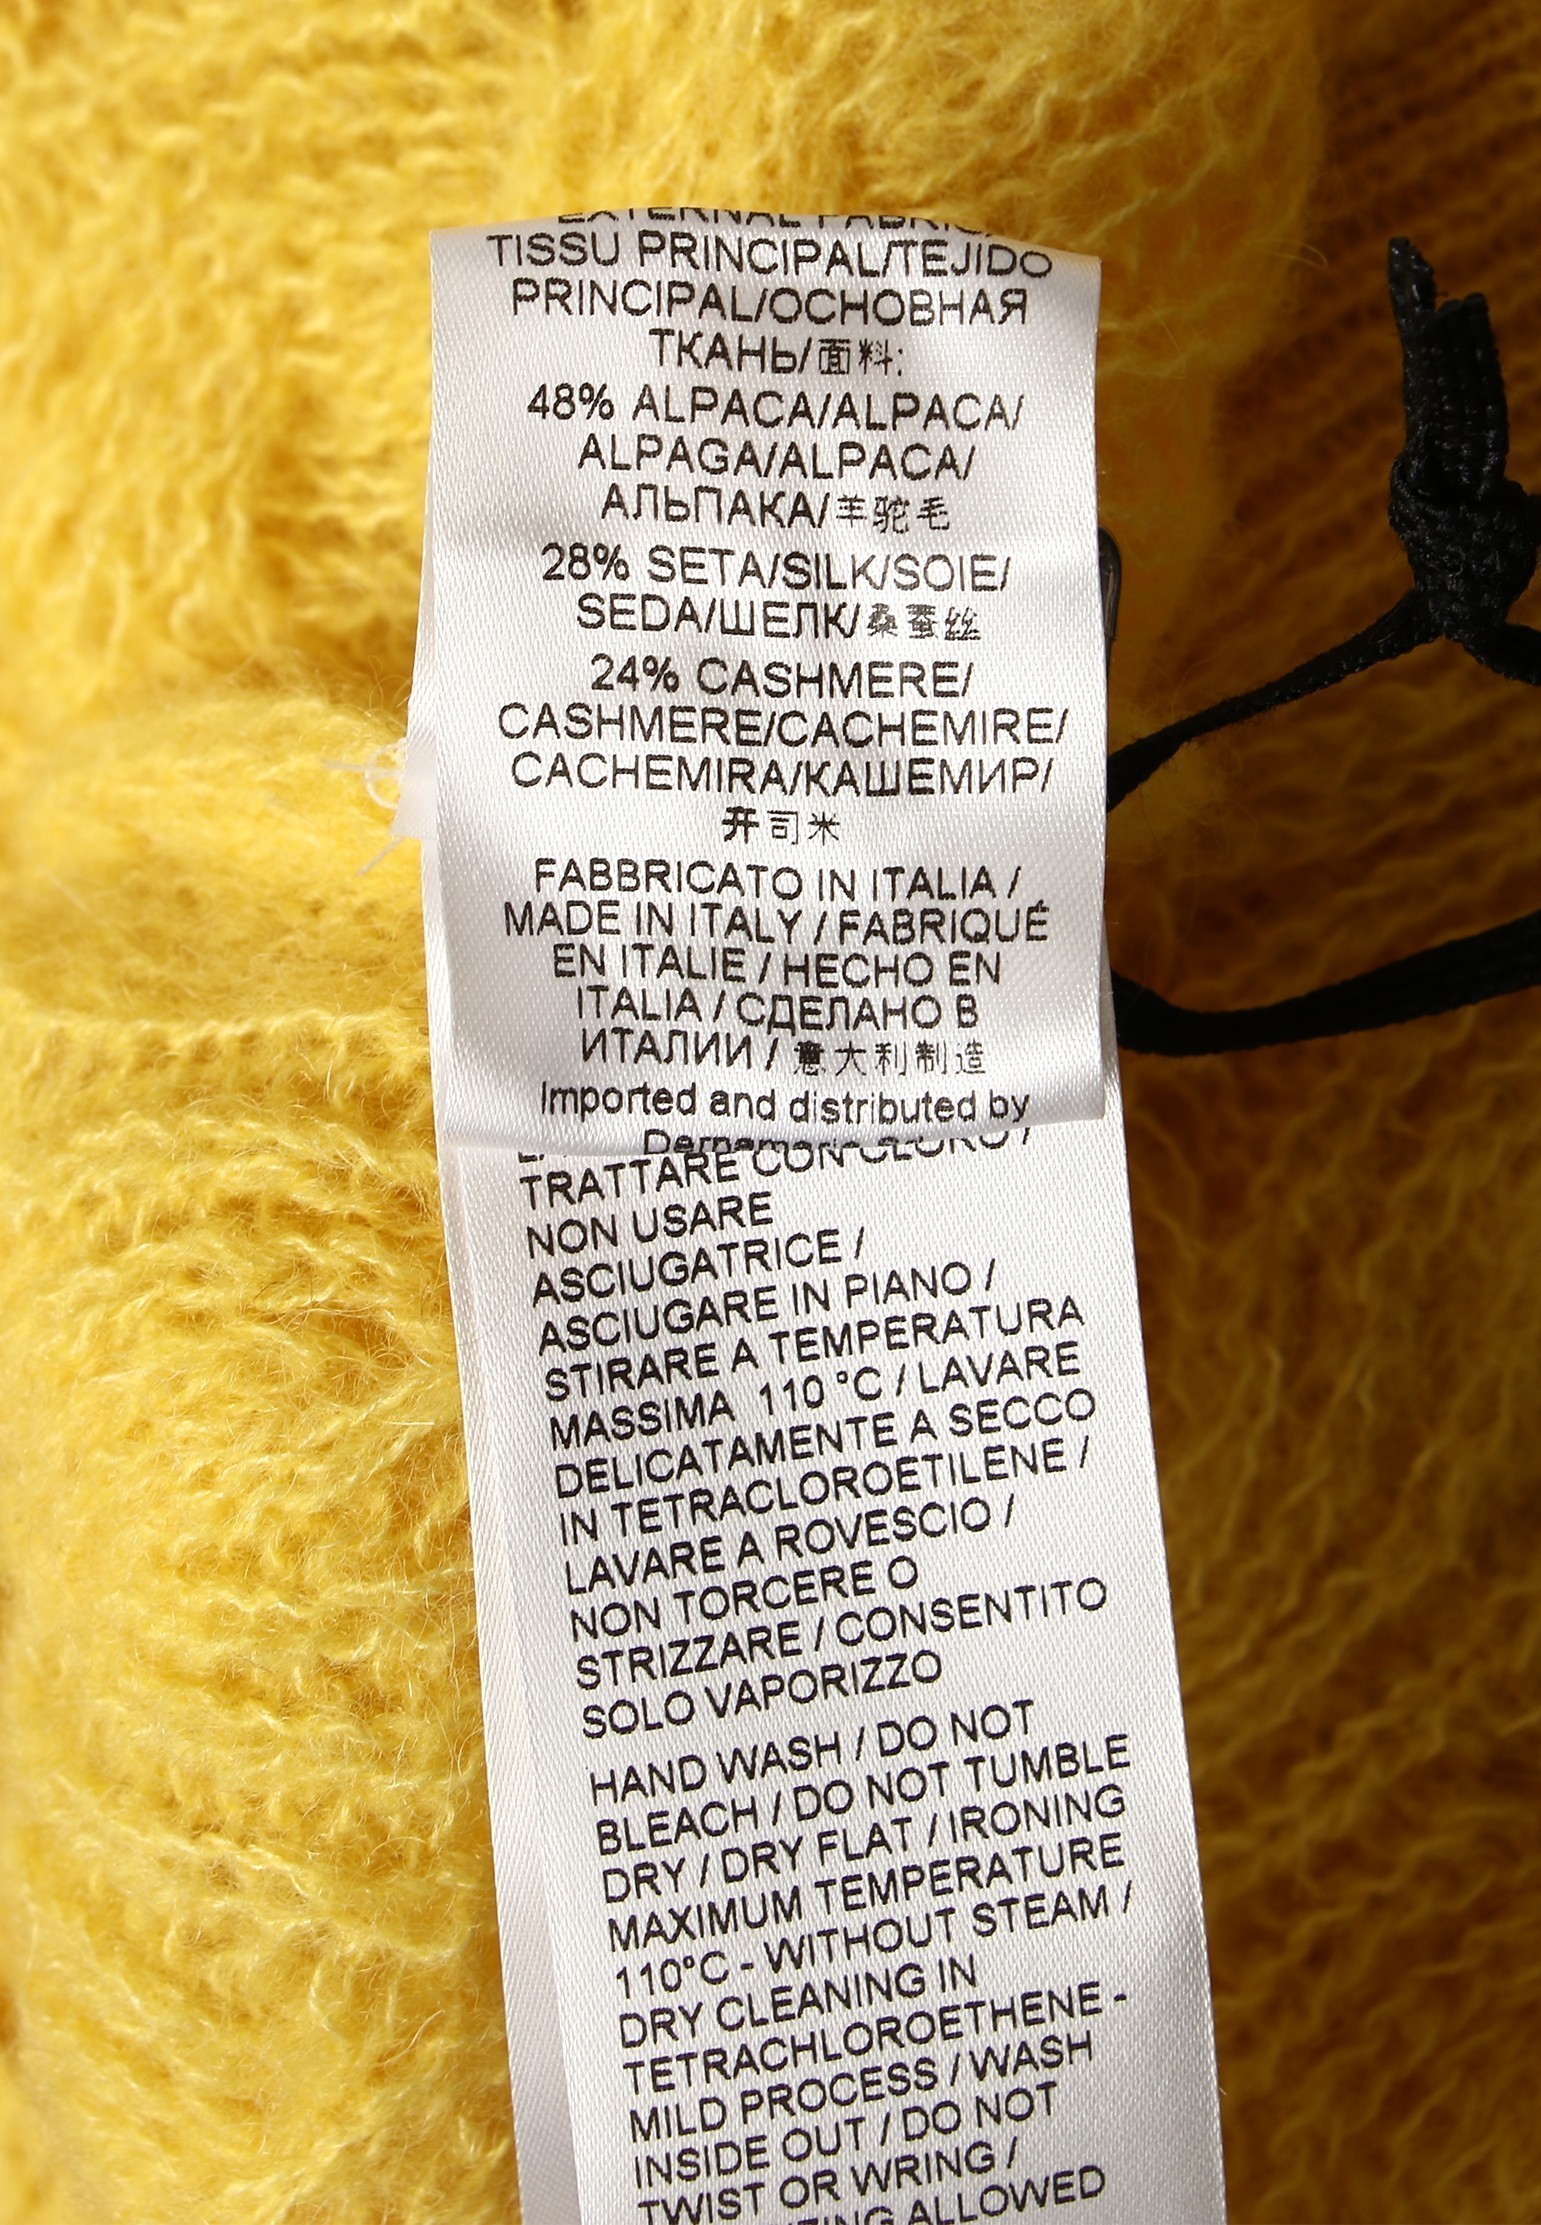 EXTERNAL FABRIC/
TISSU PRINCIPAL/TEJIDO
PRINCIPAL/ОСНОВНАЯ
ТКАНЬ/面料:
48% ALPACA/ALPACA/
ALPAGA/ALPACA/
АЛЬПАКА/羊驼毛
28% SETA/SILK/SOIE/
SEDA/ШЕЛК/桑蚕丝
24% CASHMERE/
CASHMERE/CACHEMIRE/
CACHEMIRA/КАШЕМИР/
开司米
FABBRICATO IN ITALIA /
MADE IN ITALY / FABRIQUÉ
EN ITALIE / HECHO EN
ITALIA / СДЕЛАНО В
ИТАЛИИ / 意大利制造
Imported and distributed by
TRATTARE CON CLORO /
NON USARE
ASCIUGATRICE /
ASCIUGARE IN PIANO /
STIRARE A TEMPERATURA
MASSIMA 110 °C / LAVARE
DELICATAMENTE A SECCO
IN TETRACLOROETILENE /
LAVARE A ROVESCIO /
NON TORCERE O
STRIZZARE / CONSENTITO
SOLO VAPORIZZO
HAND WASH / DO NOT
BLEACH / DO NOT TUMBLE
DRY / DRY FLAT / IRONING
MAXIMUM TEMPERATURE
110°C - WITHOUT STEAM /
DRY CLEANING IN
TETRACHLOROETHENE -
MILD PROCESS / WASH
INSIDE OUT / DO NOT
TWIST OR WRING /
ALLOWED